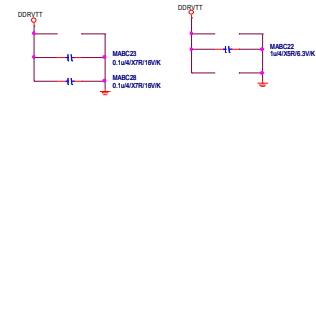 DDRVTT
MABC23
0.1u/4/X7R/16V/K
MABC28
0.1u/4/X7R/16V/K
DDRVTT
MABC22
1u/4/X5R/6.3V/K